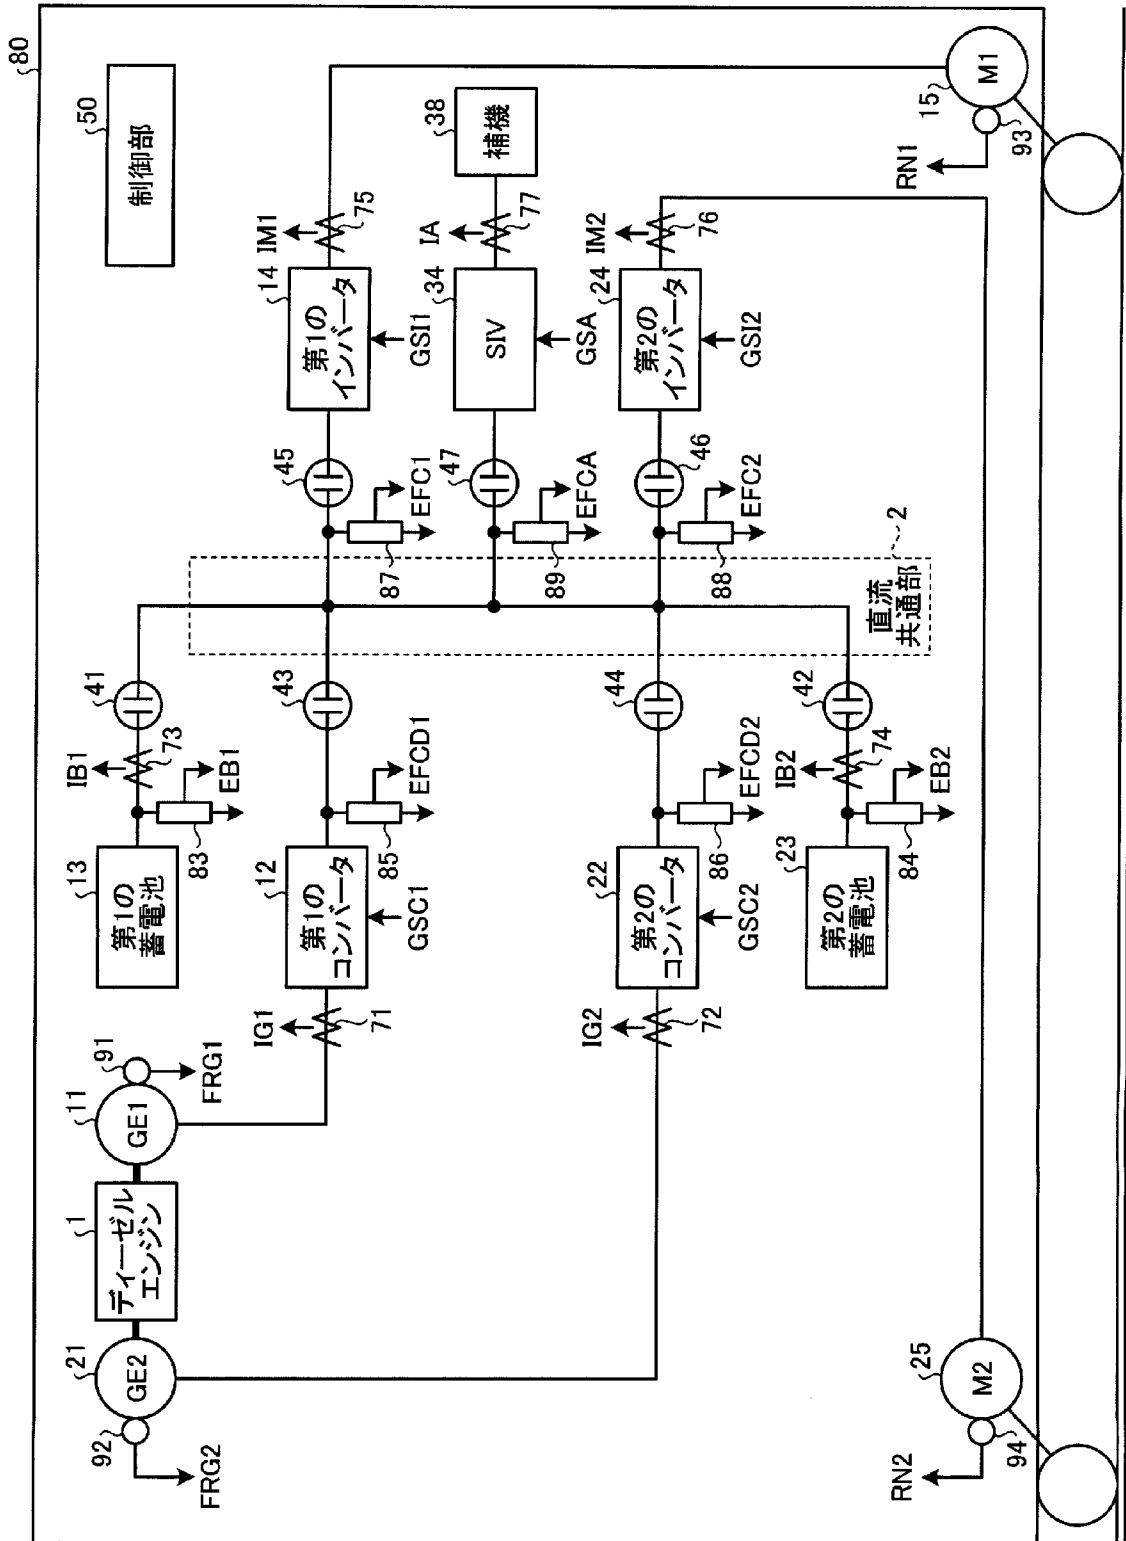 80
50
制御部
92
FRG2
21
GE2
1
ディーゼル
エンジン
11
GE1
91
FRG1
13
第1の
蓄電池
83
EB1
IB1
73
41
IG1
71
12
第1の
コンバータ
GSC1
85
EFCD1
43
45
87
EFC1
14
第1の
インバータ
GSI1
IM1
75
47
89
EFCA
34
SIV
GSA
IA
77
38
補機
IG2
72
22
第2の
コンバータ
GSC2
86
EFCD2
44
46
88
EFC2
24
第2の
インバータ
GSI2
IM2
76
23
第2の
蓄電池
84
EB2
IB2
74
42
直流
共通部
2
RN2
25
M2
94
RN1
15
M1
93